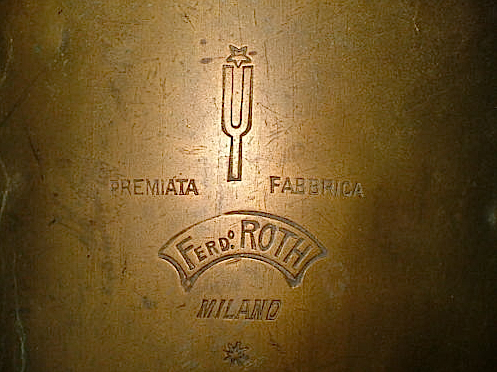 PREMIATA FABBRICA
FERDO. ROTH
MILANO